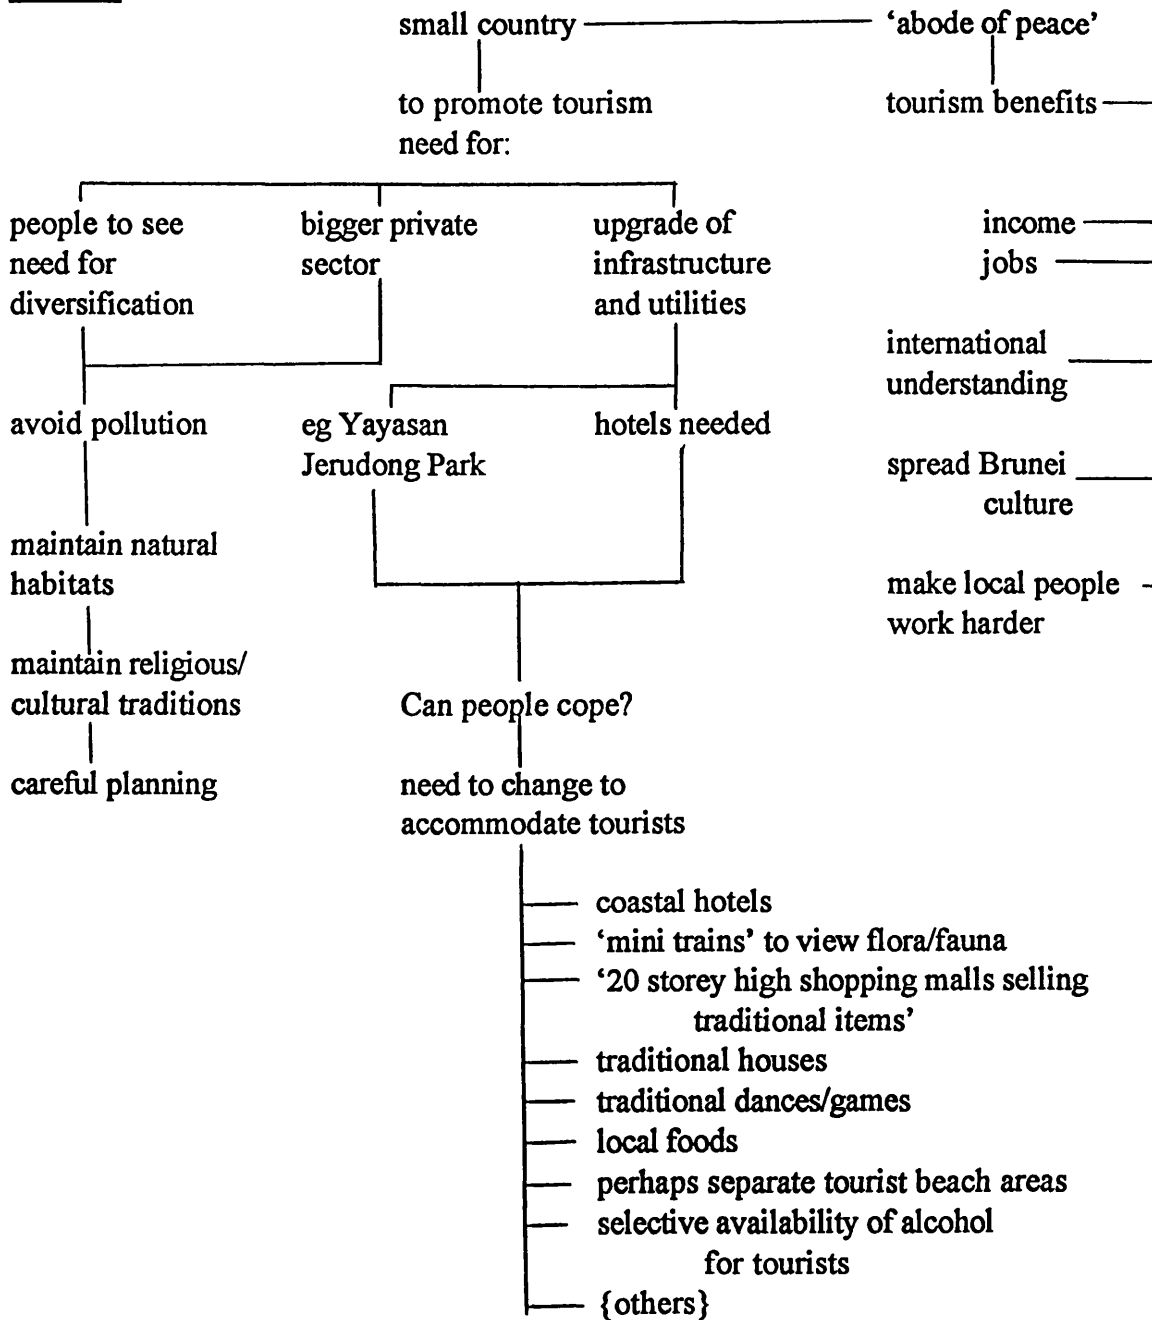 small country
'abode of peace'
to promote tourism
need for:
tourism benefits
people to see
need for
diversification
bigger private
sector
upgrade of
infrastructure
and utilities
income
jobs
international
understanding
avoid pollution
eg Yayasan
Jerudong Park
hotels needed
spread Brunei
culture
maintain natural
habitats
make local people
work harder
maintain religious/
cultural traditions
Can people cope?
careful planning
need to change to
accommodate tourists
coastal hotels
'mini trains' to view flora/fauna
'20 storey high shopping malls selling
traditional items'
traditional houses
traditional dances/games
local foods
perhaps separate tourist beach areas
selective availability of alcohol
for tourists
{others}